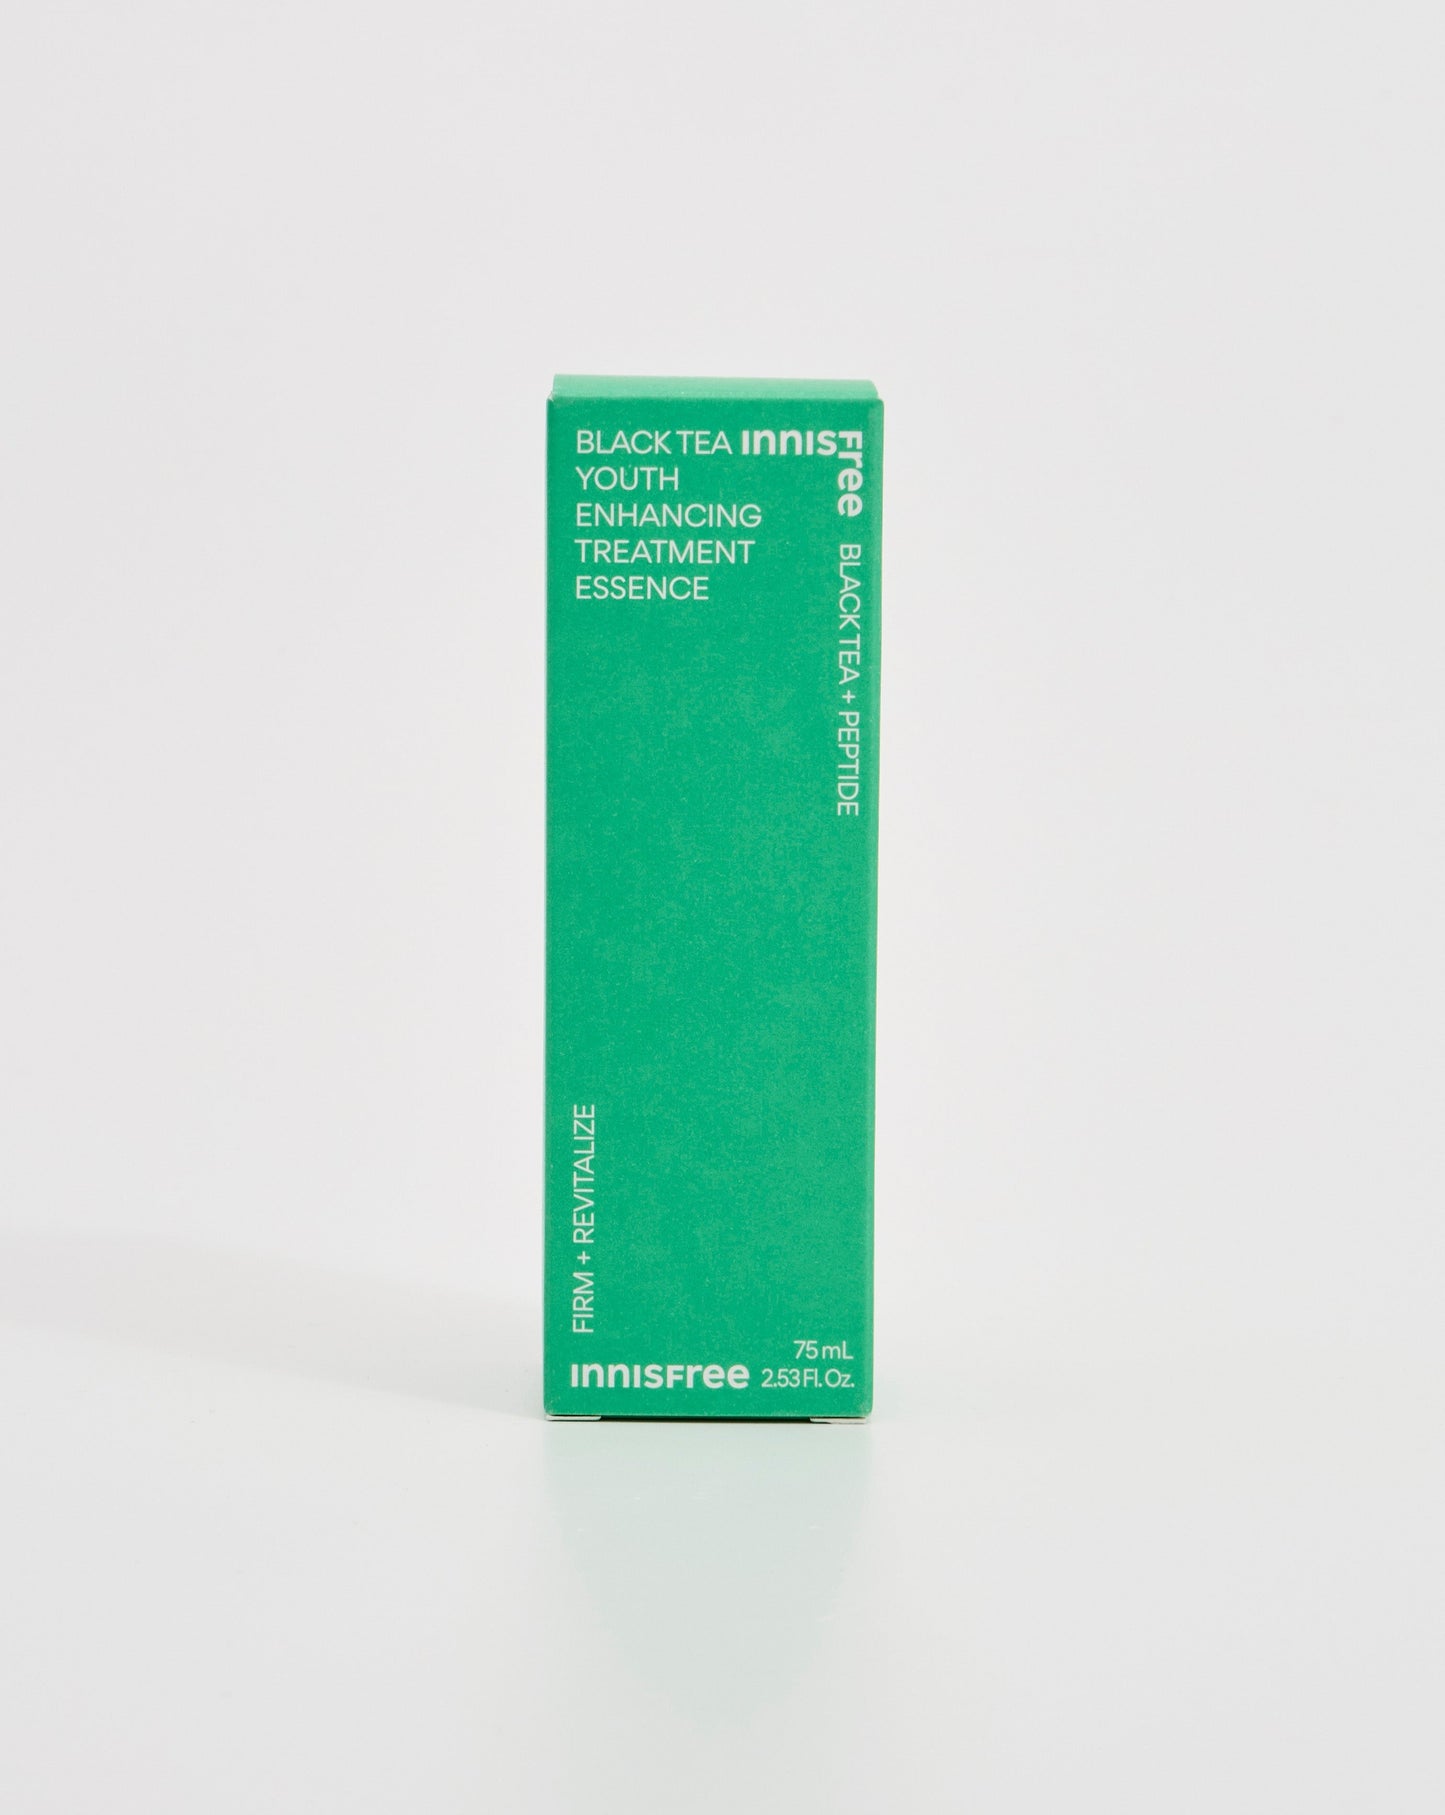 BLACK TEA
YOUTH
ENHANCING
TREATMENT
ESSENCE
INNISFree
BLACK TEA + PEPTIDE
FIRM + REVITALIZE
INNISFree
75 mL
2.53 Fl. Oz.